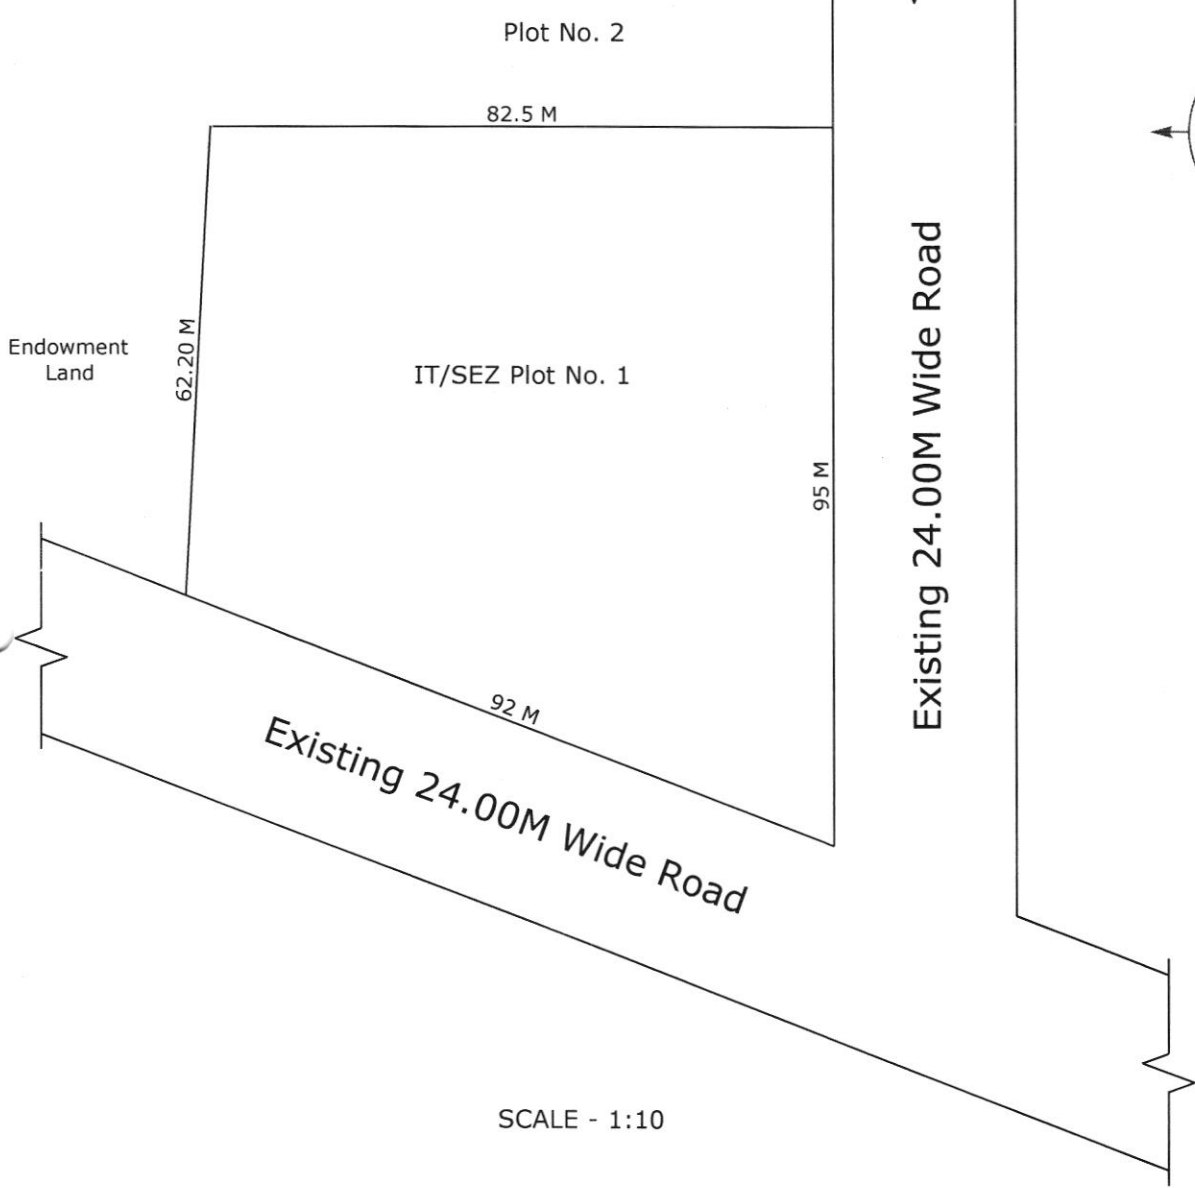 Plot No. 2
82.5 M
Endowment
Land
62.20 M
IT/SEZ Plot No. 1
95 M
Existing 24.00M Wide Road
92 M
Existing 24.00M Wide Road
SCALE - 1:10